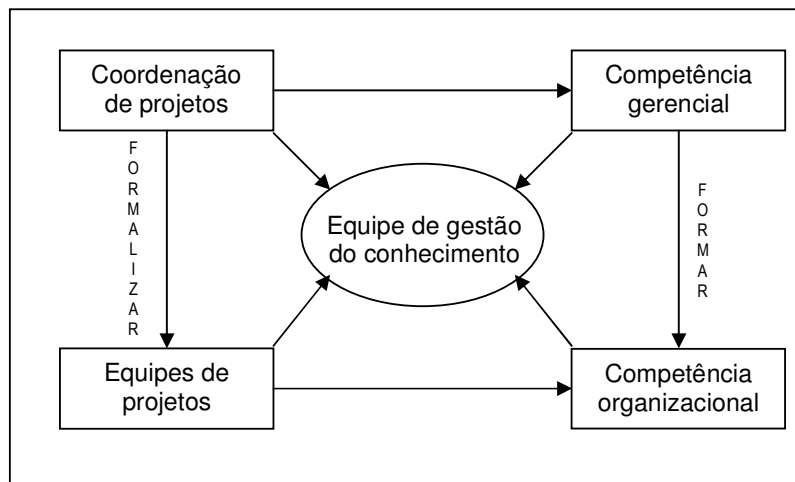 Coordenação
de projetos
Competência
gerencial
FORMALIZAR
Equipe de gestão
do conhecimento
FORMAR
Equipes de
projetos
Competência
organizacional